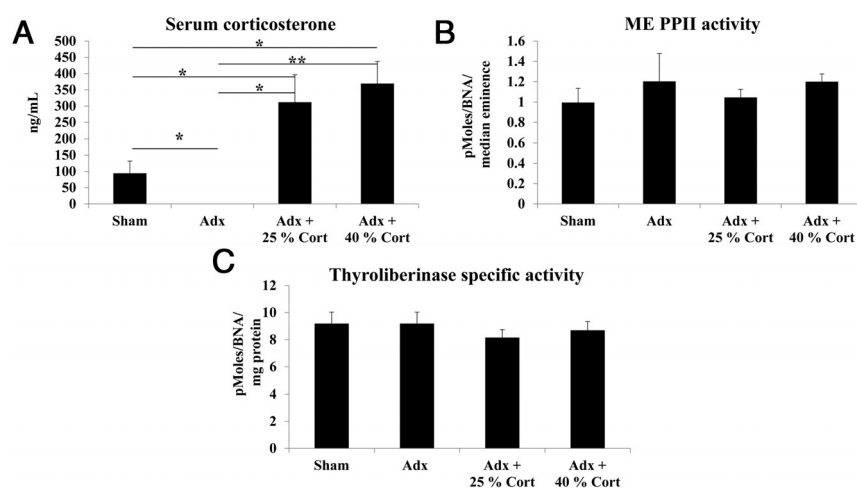 A
Serum corticosterone
ng/mL
500
450
400
350
300
250
200
150
100
50
0
*
**
*
*
*
Sham
Adx
Adx +
25 % Cort
Adx +
40 % Cort
B
ME PPII activity
pMoles/BNA/
median eminence
1.6
1.4
1.2
1
0.8
0.6
0.4
0.2
0
Sham
Adx
Adx +
25 % Cort
Adx +
40 % Cort
C
Thyroliberinase specific activity
pMoles/BNA/
mg protein
12
10
8
6
4
2
0
Sham
Adx
Adx +
25 % Cort
Adx +
40 % Cort